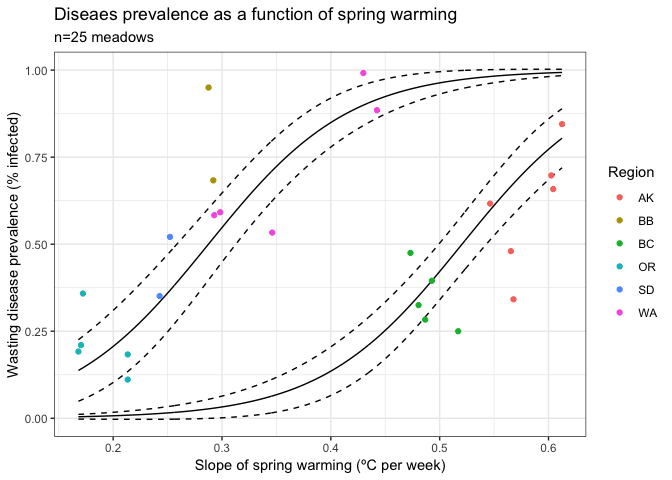 Diseaes prevalence as a function of spring warming
n=25 meadows
Wasting disease prevalence (% infected)
1.00
0.75
0.50
0.25
0.00
0.2 0.3 0.4 0.5 0.6
Slope of spring warming (ºC per week)
Region
AK
BB
BC
OR
SD
WA